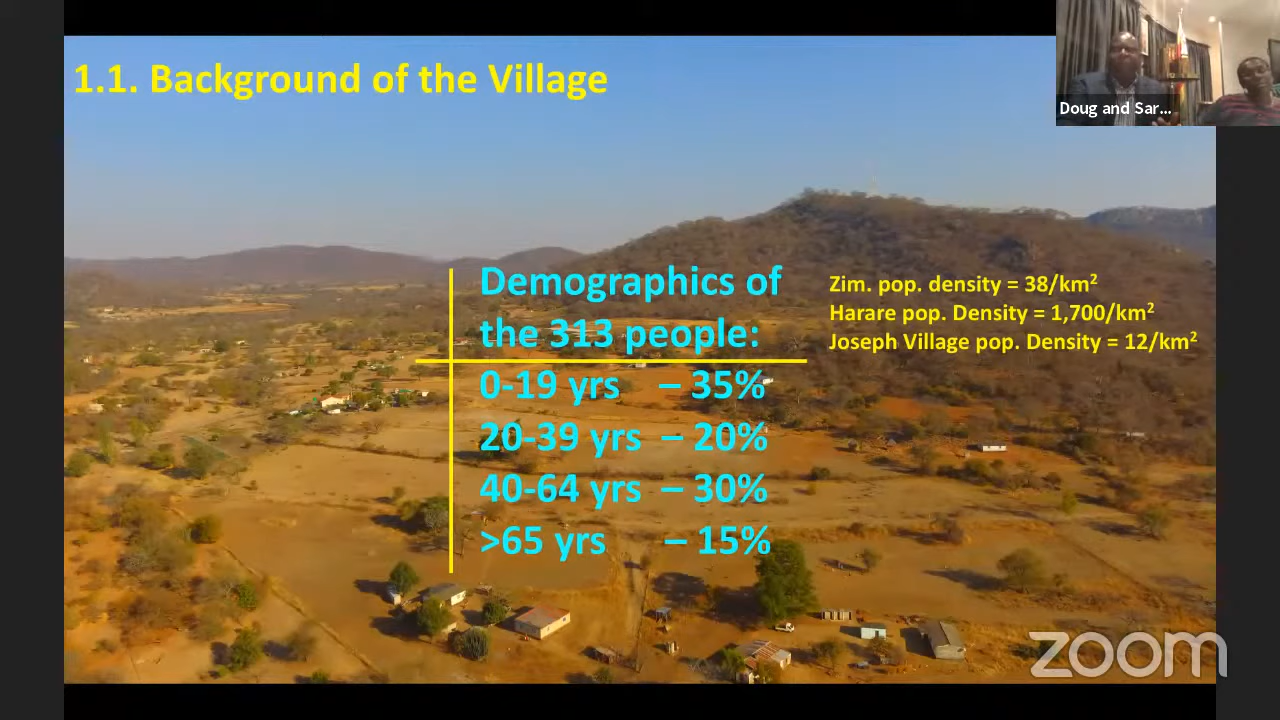 1.1. Background of the Village
Doug and Sar...
Demographics of
the 313 people:
0-19 yrs – 35%
20-39 yrs – 20%
40-64 yrs – 30%
>65 yrs – 15%
Zim. pop. density = 38/km²
Harare pop. Density = 1,700/km²
Joseph Village pop. Density = 12/km²
zoom